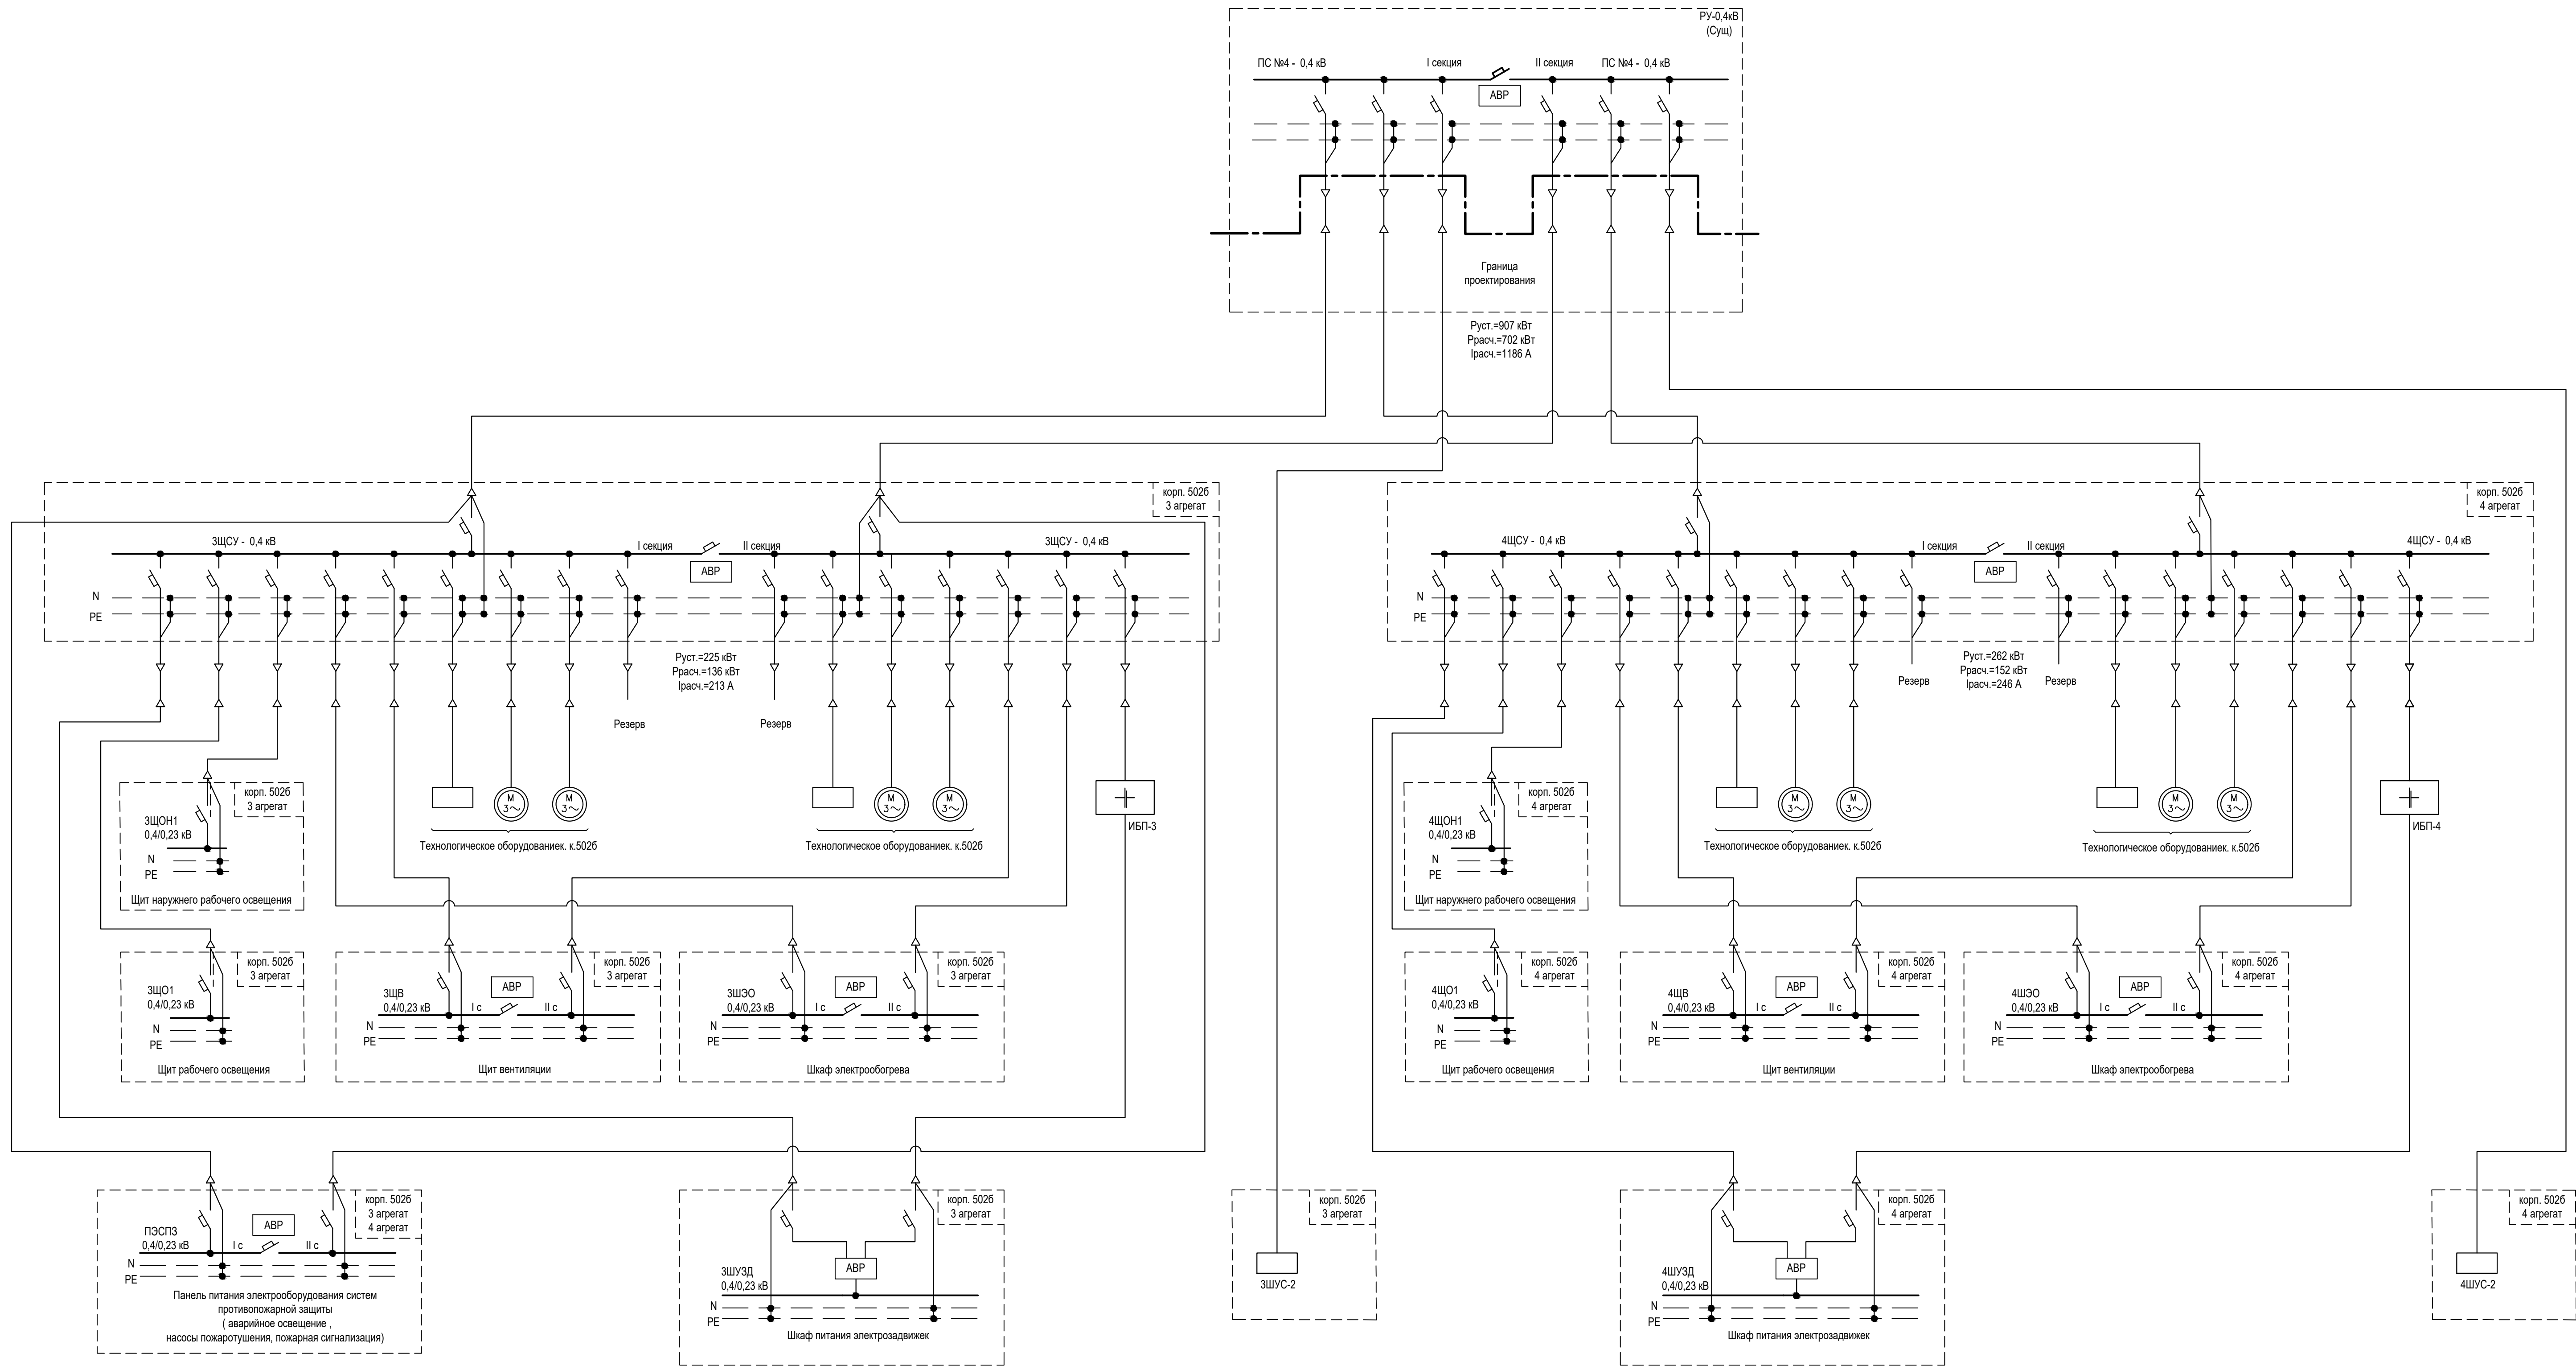 РУ-0,4кВ
(Сущ)
ПС №4 - 0,4 кВ
I секция
II секция
ПС №4 - 0,4 кВ
АВР
Граница
проектирования
Руст.=907 кВт
Ррасч.=702 кВт
Iрасч.=1186 А
корп. 502б
3 агрегат
3ЩСУ - 0,4 кВ
I секция
II секция
3ЩСУ - 0,4 кВ
АВР
N
PE
Руст.=225 кВт
Ррасч.=136 кВт
Iрасч.=213 А
Резерв
Резерв
корп. 502б
4 агрегат
4ЩСУ - 0,4 кВ
I секция
II секция
4ЩСУ - 0,4 кВ
АВР
N
PE
Руст.=262 кВт
Ррасч.=152 кВт
Iрасч.=246 А
Резерв
Резерв
корп. 502б
3 агрегат
3ЩОН1
0,4/0,23 кВ
N
PE
Щит наружнего рабочего освещения
М
3~
М
3~
Технологическое оборудованиек. к.502б
М
3~
М
3~
Технологическое оборудованиек. к.502б
ИБП-3
корп. 502б
4 агрегат
4ЩОН1
0,4/0,23 кВ
N
PE
Щит наружнего рабочего освещения
М
3~
М
3~
Технологическое оборудованиек. к.502б
М
3~
М
3~
Технологическое оборудованиек. к.502б
ИБП-4
корп. 502б
3 агрегат
3ЩО1
0,4/0,23 кВ
N
PE
Щит рабочего освещения
корп. 502б
3 агрегат
АВР
3ЩВ
0,4/0,23 кВ
I с
II с
N
PE
Щит вентиляции
корп. 502б
3 агрегат
АВР
3ШЭО
0,4/0,23 кВ
I с
II с
N
PE
Шкаф электрообогрева
корп. 502б
4 агрегат
4ЩО1
0,4/0,23 кВ
N
PE
Щит рабочего освещения
корп. 502б
4 агрегат
АВР
4ЩВ
0,4/0,23 кВ
I с
II с
N
PE
Щит вентиляции
корп. 502б
4 агрегат
АВР
4ШЭО
0,4/0,23 кВ
I с
II с
N
PE
Шкаф электрообогрева
корп. 502б
3 агрегат
4 агрегат
АВР
ПЭСПЗ
0,4/0,23 кВ
I с
II с
N
PE
Панель питания электрооборудования систем
противопожарной защиты
( аварийное освещение ,
насосы пожаротушения, пожарная сигнализация)
корп. 502б
3 агрегат
АВР
3ШУЗД
0,4/0,23 кВ
N
PE
Шкаф питания электрозадвижек
корп. 502б
3 агрегат
3ШУС-2
корп. 502б
4 агрегат
АВР
4ШУЗД
0,4/0,23 кВ
N
PE
Шкаф питания электрозадвижек
корп. 502б
4 агрегат
4ШУС-2